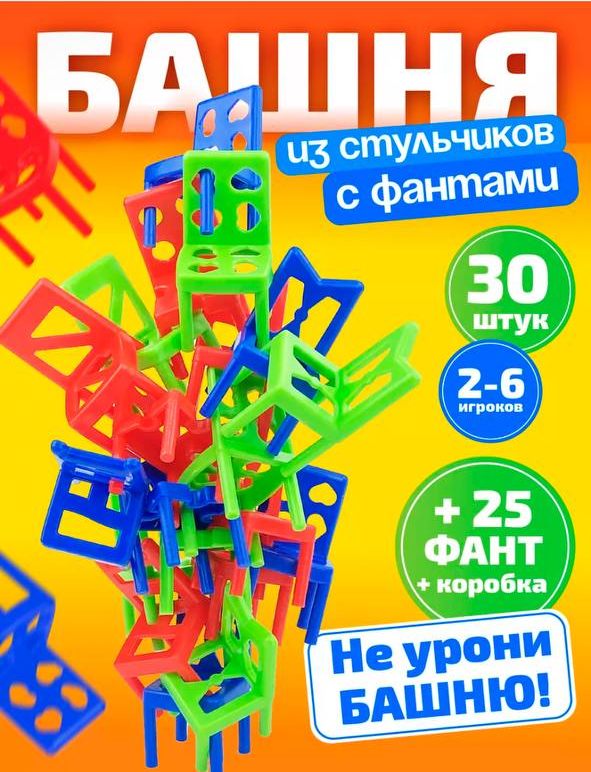 БАШНЯ
из стульчиков
с фантами
30
штук
2-6
игроков
+ 25
ФАНТ
+ коробка
Не урони
БАШНЮ!